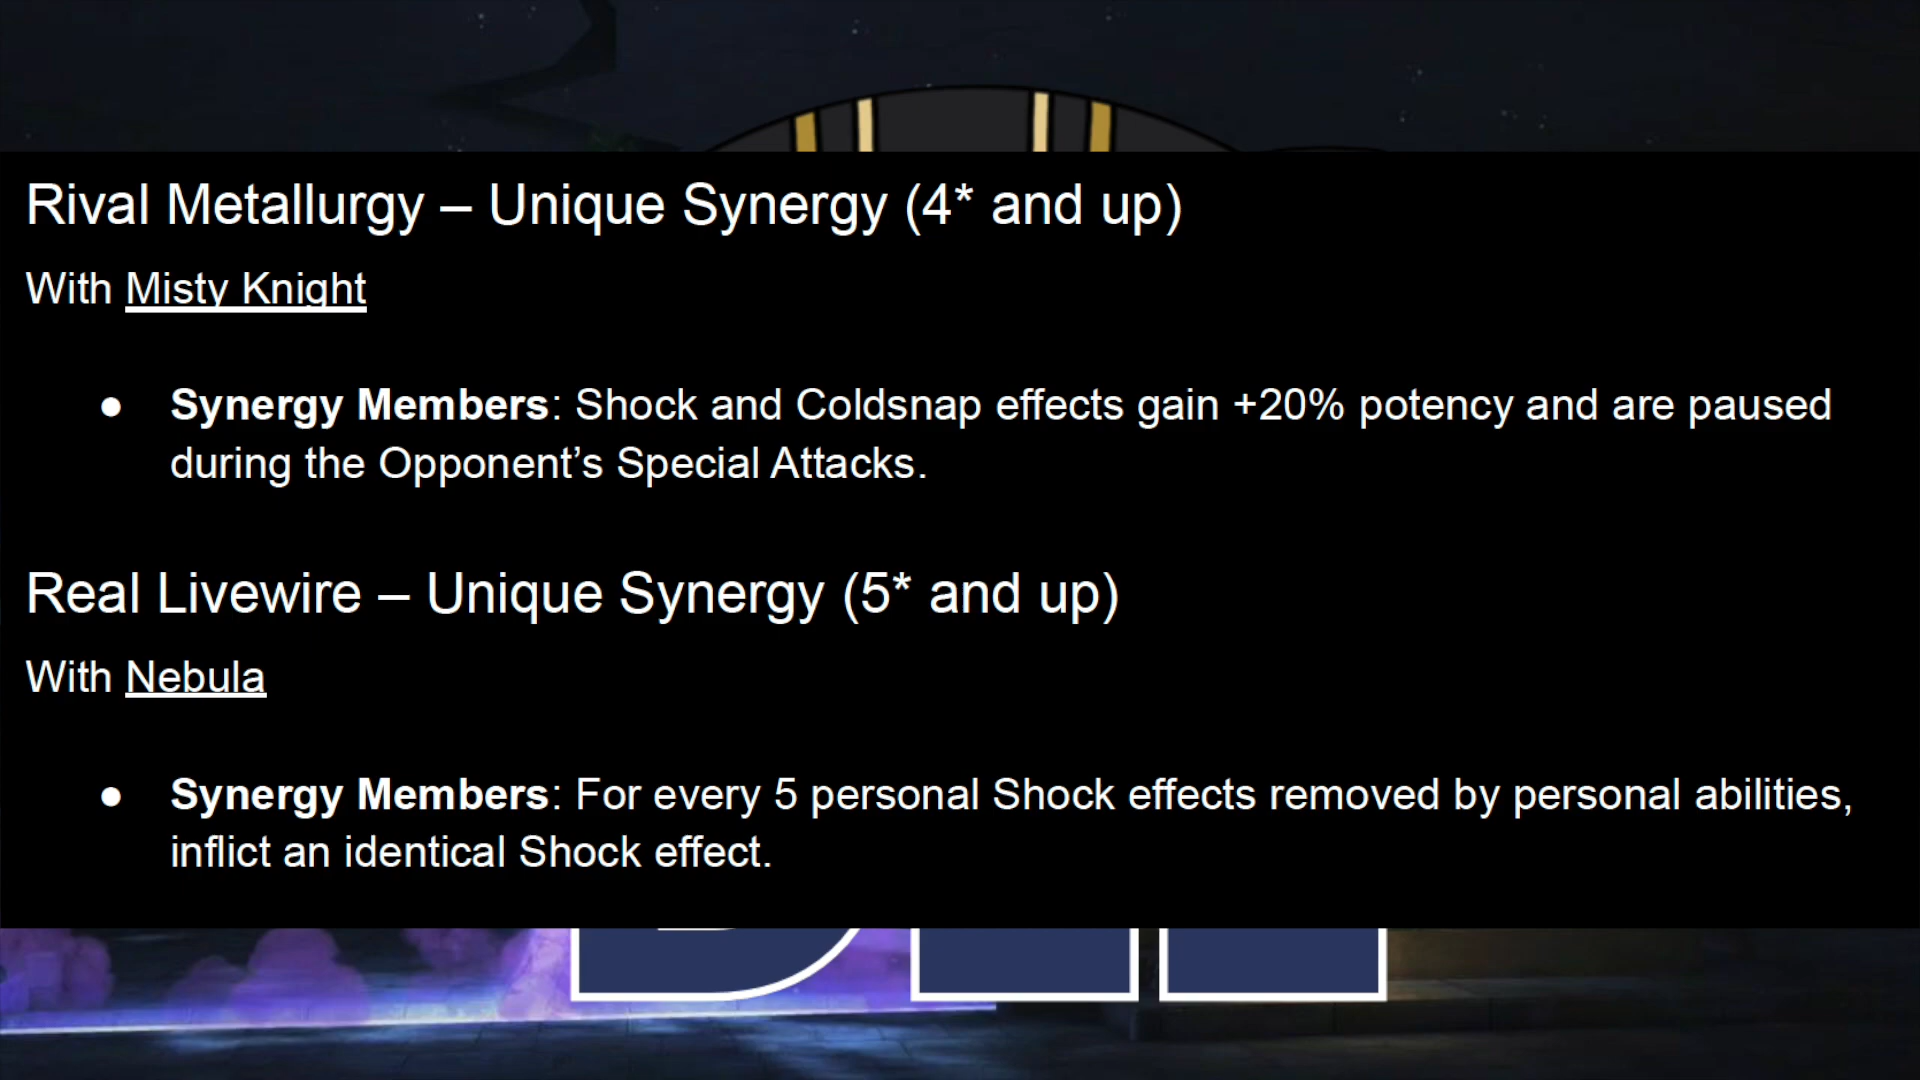 Rival Metallurgy – Unique Synergy (4* and up)
With Misty Knight
● Synergy Members: Shock and Coldsnap effects gain +20% potency and are paused
during the Opponent’s Special Attacks.
Real Livewire – Unique Synergy (5* and up)
With Nebula
● Synergy Members: For every 5 personal Shock effects removed by personal abilities,
inflict an identical Shock effect.